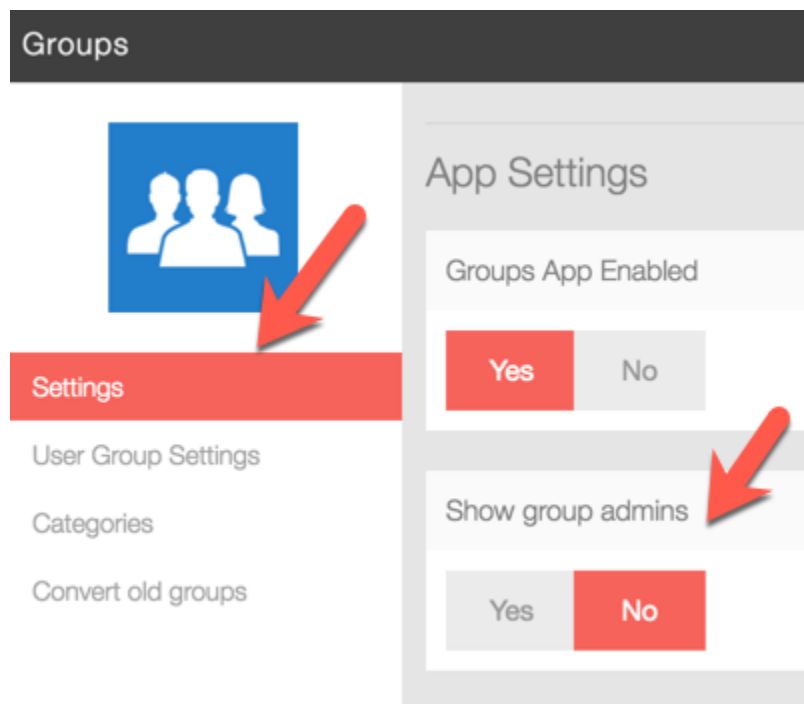 Groups
Settings
User Group Settings
Categories
Convert old groups
App Settings
Groups App Enabled
Yes No
Show group admins
Yes No